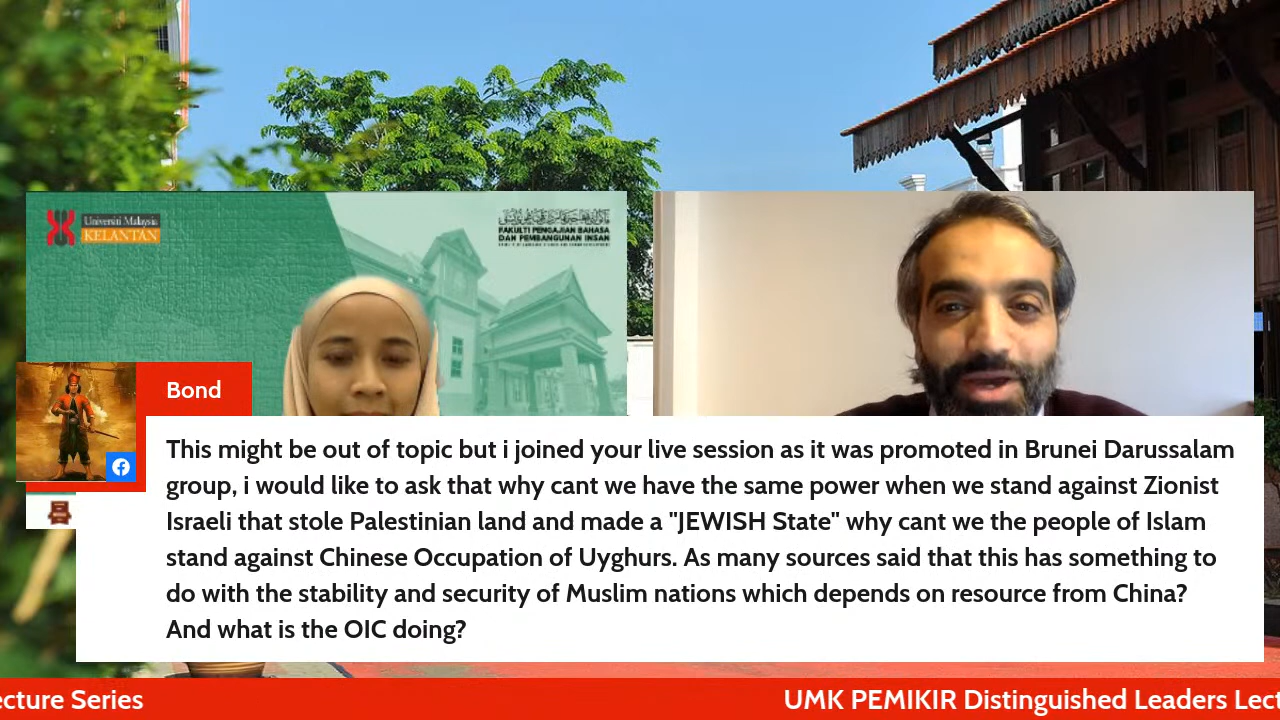 Universiti Malaysia
KELANTAN
FAKULTI PENGAJIAN BAHASA
DAN PEMBANGUNAN INSAN
Bond
This might be out of topic but i joined your live session as it was promoted in Brunei Darussalam
group, i would like to ask that why cant we have the same power when we stand against Zionist
Israeli that stole Palestinian land and made a "JEWISH State" why cant we the people of Islam
stand against Chinese Occupation of Uyghurs. As many sources said that this has something to
do with the stability and security of Muslim nations which depends on resource from China?
And what is the OIC doing?
ecture Series
UMK PEMIKIR Distinguished Leaders Lect